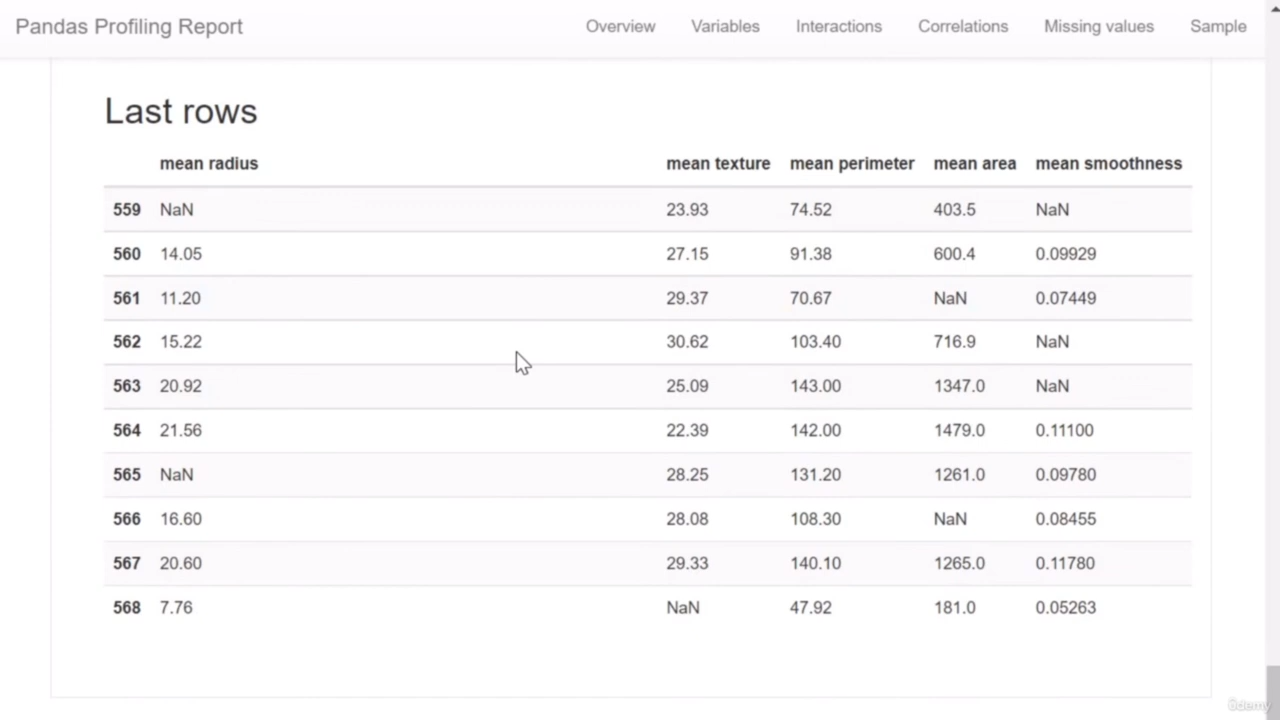 Pandas Profiling Report Overview Variables Interactions Correlations Missing values Sample
Last rows
mean radius mean texture mean perimeter mean area mean smoothness
559 NaN 23.93 74.52 403.5 NaN
560 14.05 27.15 91.38 600.4 0.09929
561 11.20 29.37 70.67 NaN 0.07449
562 15.22 30.62 103.40 716.9 NaN
563 20.92 25.09 143.00 1347.0 NaN
564 21.56 22.39 142.00 1479.0 0.11100
565 NaN 28.25 131.20 1261.0 0.09780
566 16.60 28.08 108.30 NaN 0.08455
567 20.60 29.33 140.10 1265.0 0.11780
568 7.76 NaN 47.92 181.0 0.05263
ûdemy